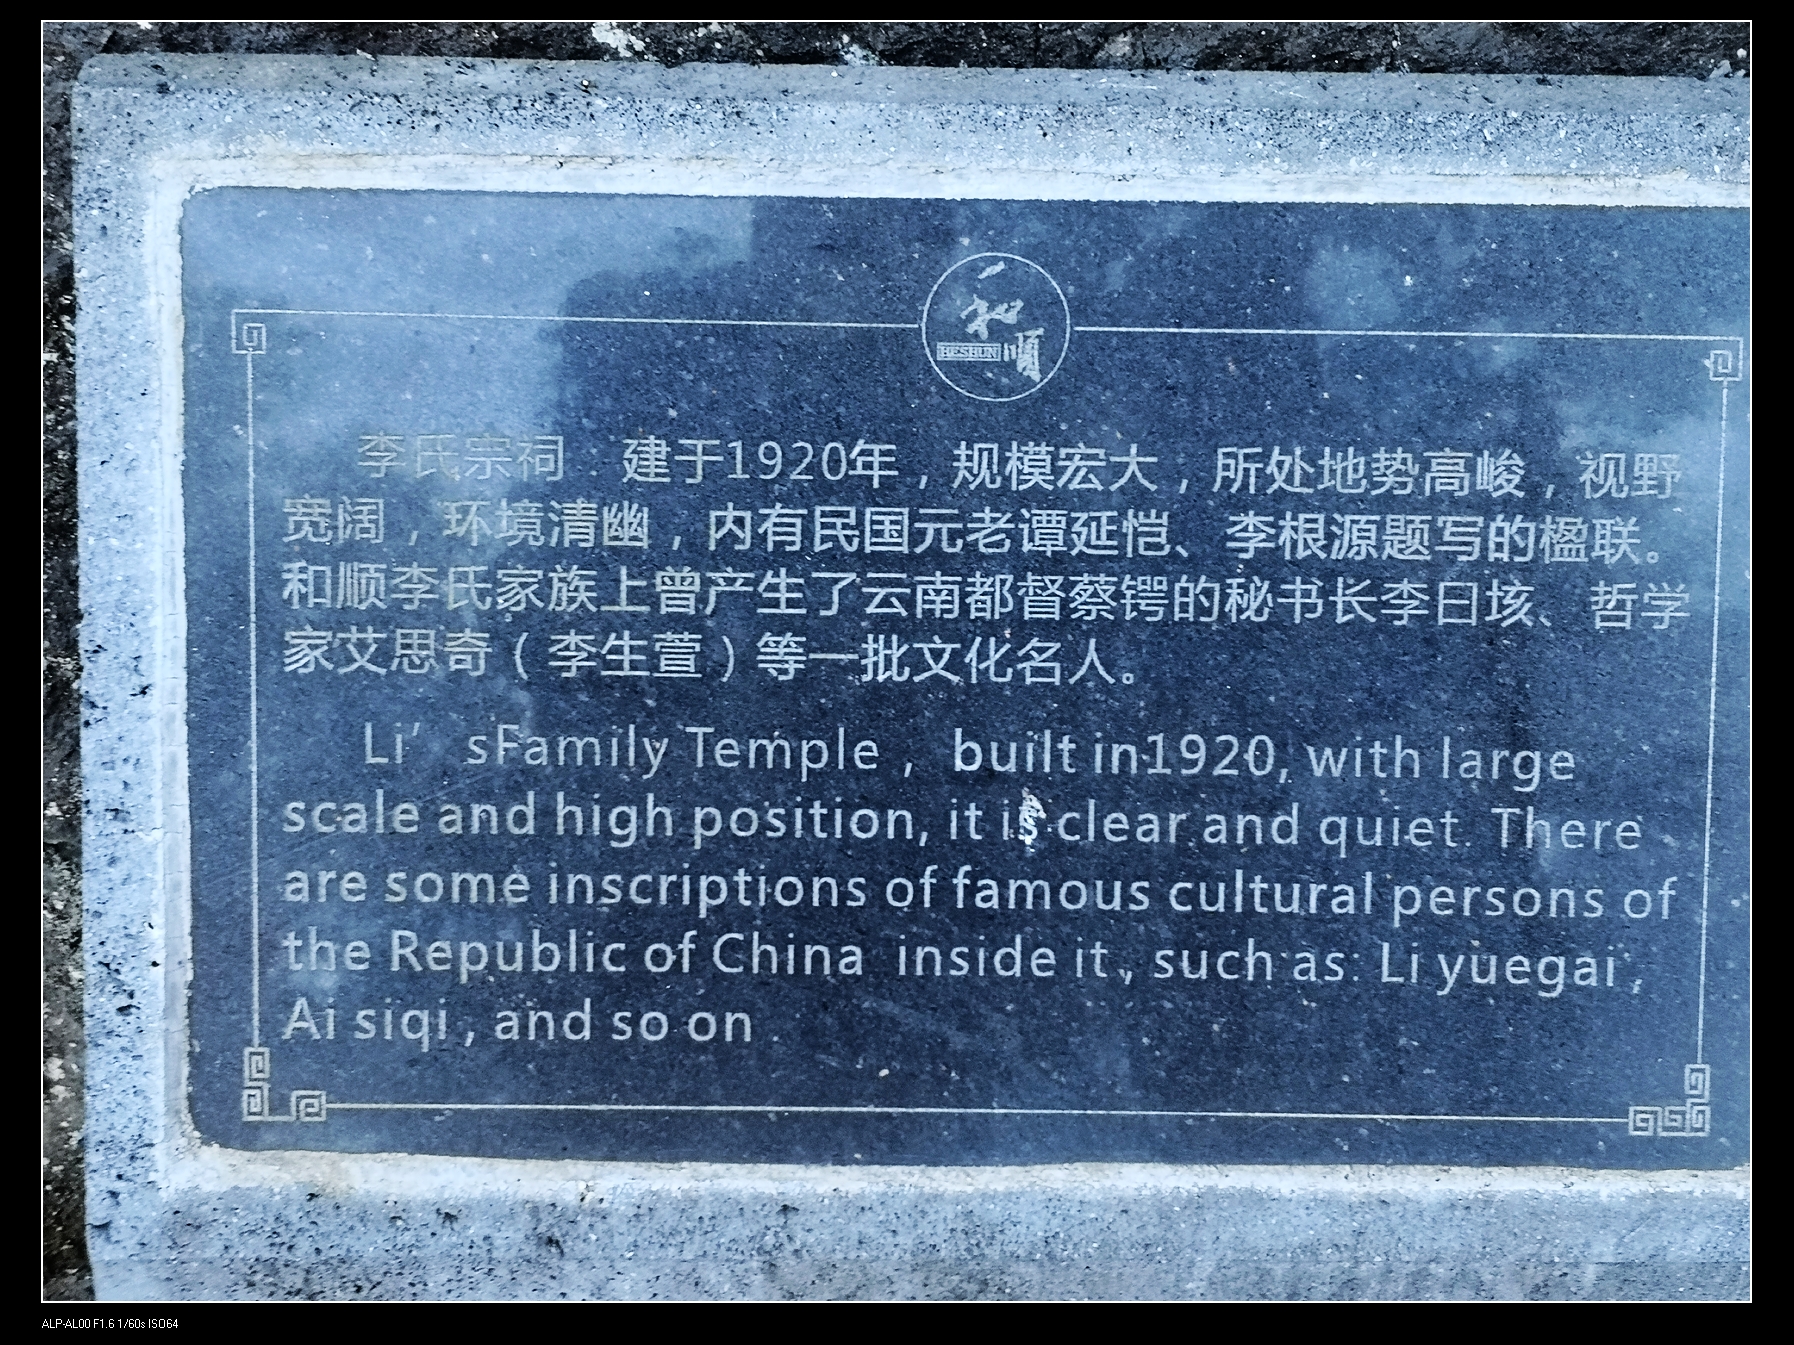 和顺
HESHUN
李氏宗祠 建于1920年，规模宏大，所处地势高峻，视野
宽阔，环境清幽，内有民国元老谭延恺、李根源题写的楹联。
和顺李氏家族上曾产生了云南都督蔡锷的秘书长李曰垓、哲学
家艾思奇（李生萱）等一批文化名人。
Li' sFamily Temple , built in1920, with large
scale and high position, it is clear and quiet. There
are some inscriptions of famous cultural persons of
the Republic of China inside it, such as: Li yuegai ,
Ai siqi , and so on
ALP-AL00 F1.6 1/60s ISO64